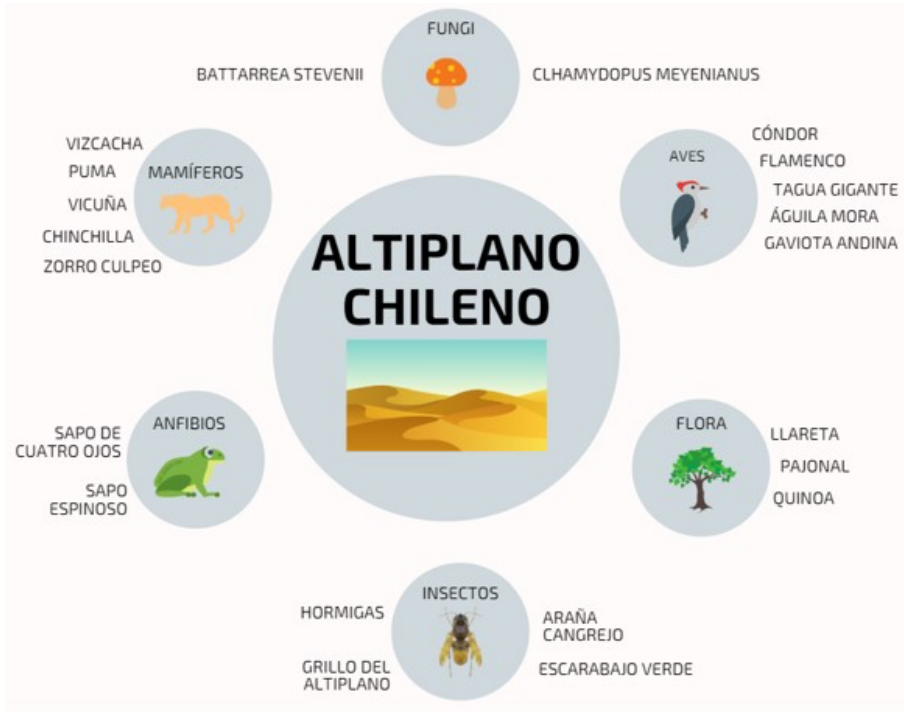 FUNGI
BATTARREA STEVENII
CLHAMYDOPUS MEYENIANUS
MAMÍFEROS
VIZCACHA
PUMA
VICUÑA
CHINCHILLA
ZORRO CULPEO
AVES
CÓNDOR
FLAMENCO
TAGUA GIGANTE
ÁGUILA MORA
GAVIOTA ANDINA
ALTIPLANO
CHILENO
ANFIBIOS
SAPO DE
CUATRO OJOS
SAPO
ESPINOSO
FLORA
LLARETA
PAJONAL
QUINOA
INSECTOS
HORMIGAS
GRILLO DEL
ALTIPLANO
ARAÑA
CANGREJO
ESCARABAJO VERDE